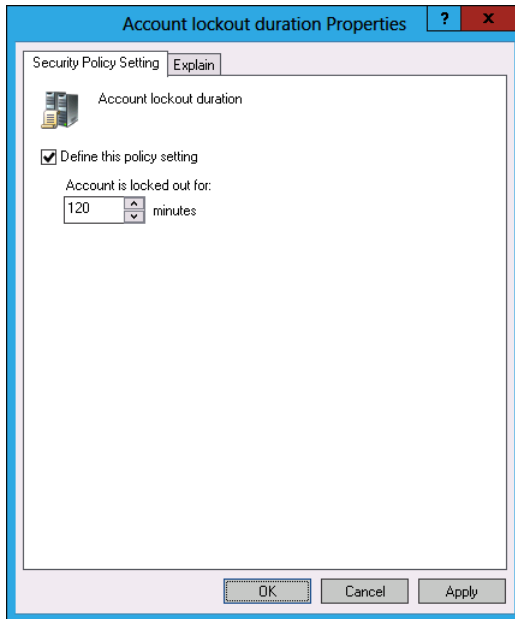 Account lockout duration Properties
?
x
Security Policy Setting
Explain
Account lockout duration
Define this policy setting
Account is locked out for:
120
minutes
OK
Cancel
Apply